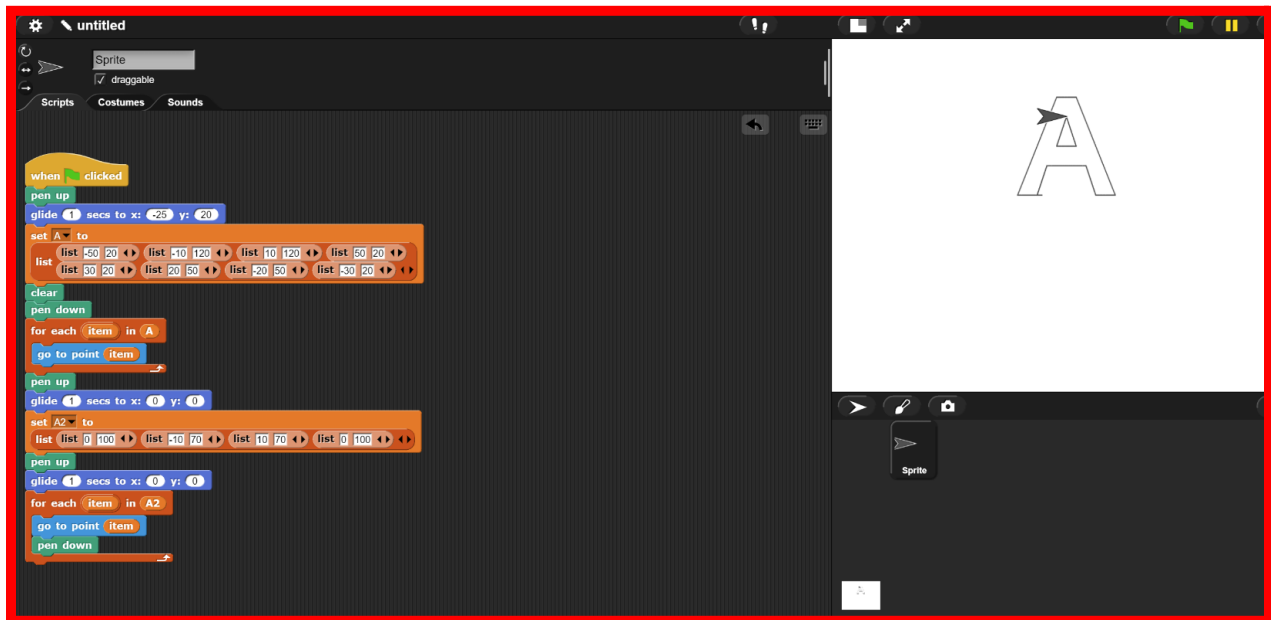 untitled
Sprite
draggable
Scripts Costumes Sounds
when clicked
pen up
glide 1 secs to x: -25 y: 20
set A to
list list -50 20 list -10 120 list 10 120 list 50 20
list 30 20 list 20 50 list -20 50 list -30 20
clear
pen down
for each item in A
go to point item
pen up
glide 1 secs to x: 0 y: 0
set A2 to
list list 0 100 list -10 70 list 10 70 list 0 100
pen up
glide 1 secs to x: 0 y: 0
for each item in A2
go to point item
pen down
A
Sprite